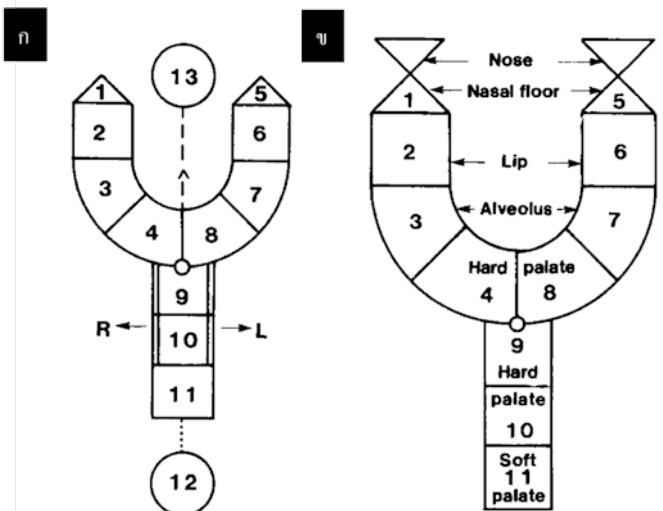 ก
13
1
5
2
6
3
7
4
8
9
R
L
10
11
12
ข
Nose
Nasal floor
1
5
2
6
Lip
3
7
Alveolus
Hard palate
4
8
9
Hard
palate
10
Soft
11
palate